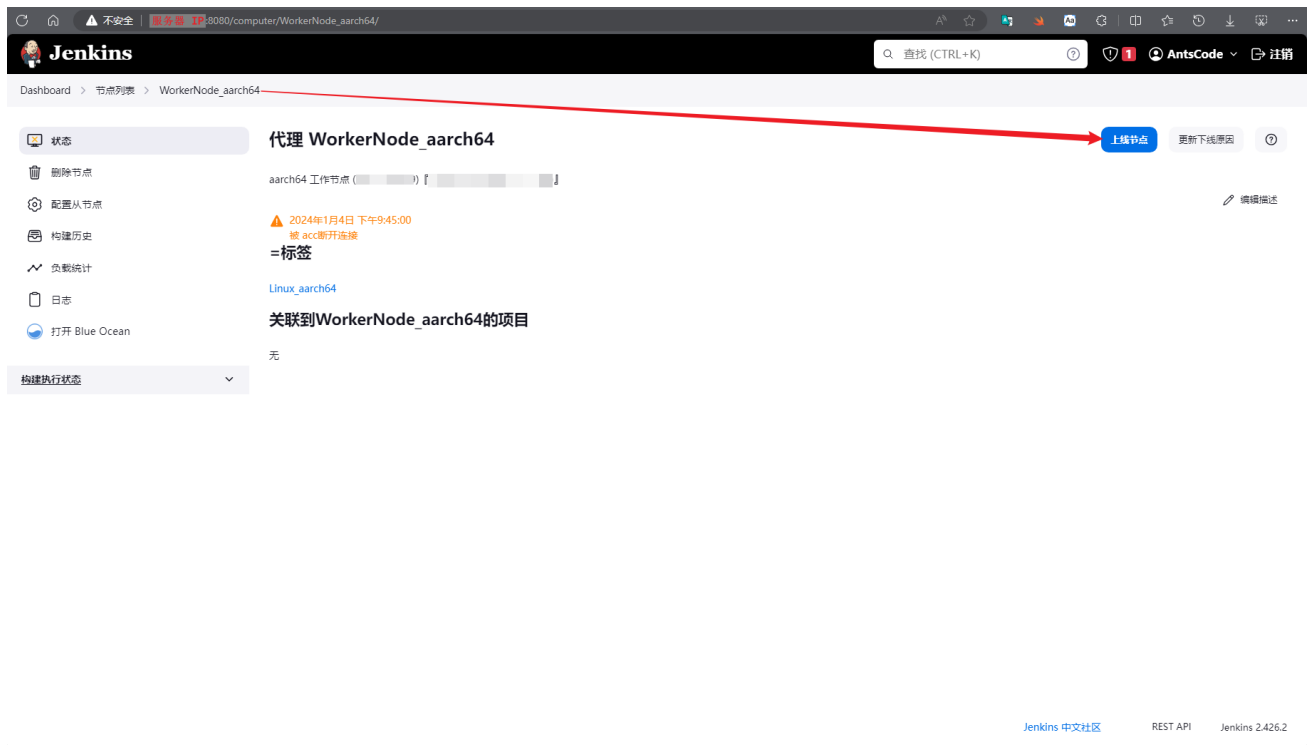 不安全 服务器 IP:8080/computer/WorkerNode_aarch64/
Jenkins
查找 (CTRL+K)
1
AntsCode
注销
Dashboard > 节点列表 > WorkerNode_aarch64
状态
删除节点
配置从节点
构建历史
负载统计
日志
打开 Blue Ocean
构建执行状态
代理 WorkerNode_aarch64
上线节点
更新下线原因
aarch64 工作节点 (
)『
』
编辑描述
2024年1月4日 下午9:45:00
被 acc断开连接
=标签
Linux_aarch64
关联到WorkerNode_aarch64的项目
无
Jenkins 中文社区
REST API
Jenkins 2.426.2